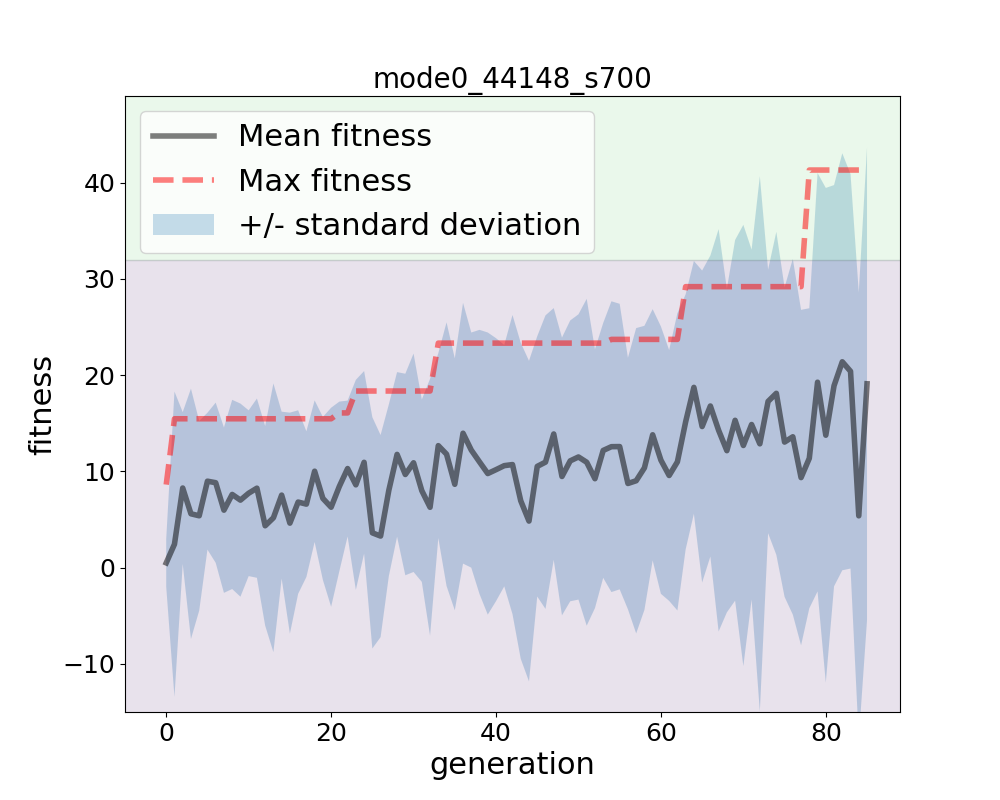 mode0_44148_s700
Mean fitness
Max fitness
+/- standard deviation
fitness
40
30
20
10
0
−10
0 20 40 60 80
generation